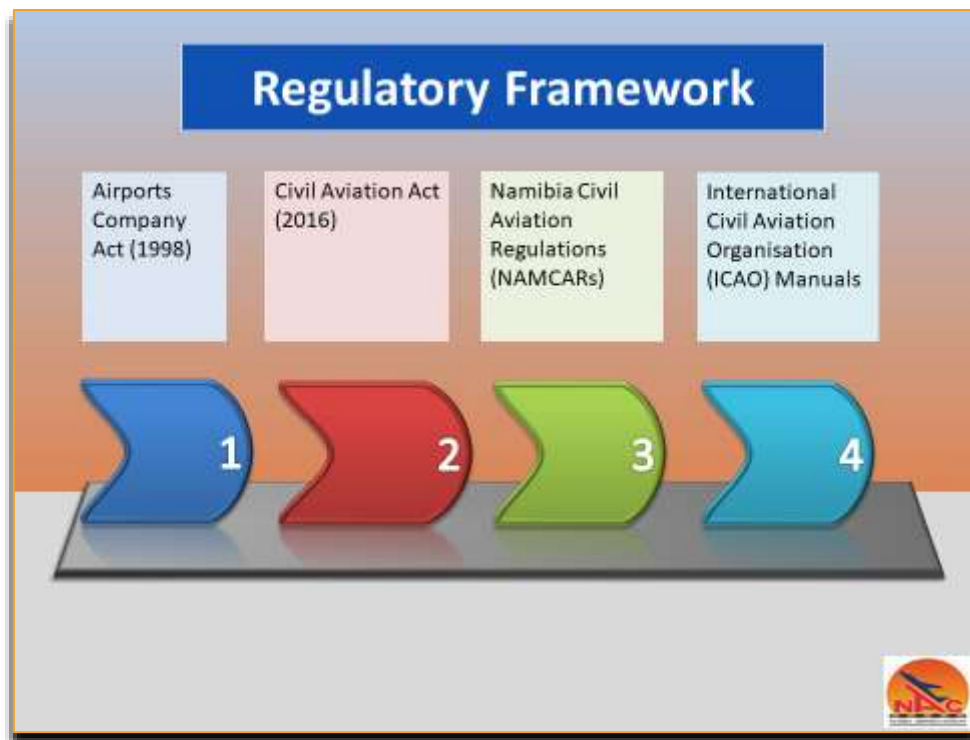 Regulatory Framework
Airports
Company
Act (1998)
Civil Aviation Act
(2016)
Namibia Civil
Aviation
Regulations
(NAMCARs)
International
Civil Aviation
Organisation
(ICAO) Manuals
1
2
3
4
NAC